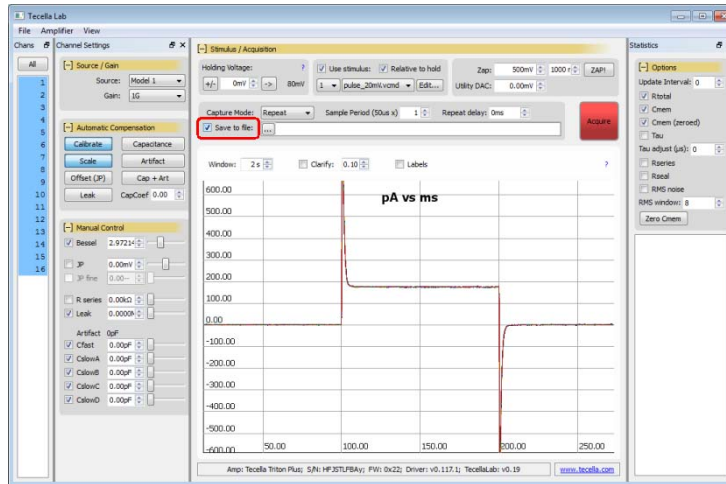 Tecella Lab
File Amplifier View
Chans
Channel Settings
All
1
2
3
4
5
6
7
8
9
10
11
12
13
14
15
16
[-] Source / Gain
Source: Model 1
Gain: 1G
[-] Automatic Compensation
Calibrate Capacitance
Scale Artifact
Offset (JP) Cap + Art
Leak CapCoef 0.00
[-] Manual Control
Bessel
JP 0.00mV
JP fine 0.00--
R series 0.00kΩ
Leak
Artifact 0pF
Cfast 0.00pF
CslowA 0.00pF
CslowB 0.00pF
CslowC 0.00pF
CslowD 0.00pF
[-] Stimulus / Acquisition
Holding Voltage: ?
+/- 0mV -> 80mV
Use stimulus: Relative to hold
1 pulse_20mV.vcmd Edit...
Zap: 500mV 1000 ZAP!
Utility DAC: 0.00mV
Capture Mode: Repeat Sample Period (50us x) 1 Repeat delay: 0ms
Save to file: ...
Acquire
Window: 2 s Clarify: 0.10 Labels ?
pA vs ms
600.00
500.00
400.00
300.00
200.00
100.00
0.00
-100.00
-200.00
-300.00
-400.00
-500.00
-600.00
50.00 100.00 150.00 200.00 250.00
Amp: Tecella Triton Plus; S/N: HFJSTLFBAy; FW: 0x22; Driver: v0.117.1; TecellaLab: v0.19
www.tecella.com
Statistics
[-] Options
Update Interval: 0
Rtotal
Cmem
Cmem (zeroed)
Tau
Tau adjust (µs): 0
Rseries
Rseal
RMS noise
RMS window: 8
Zero Cmem